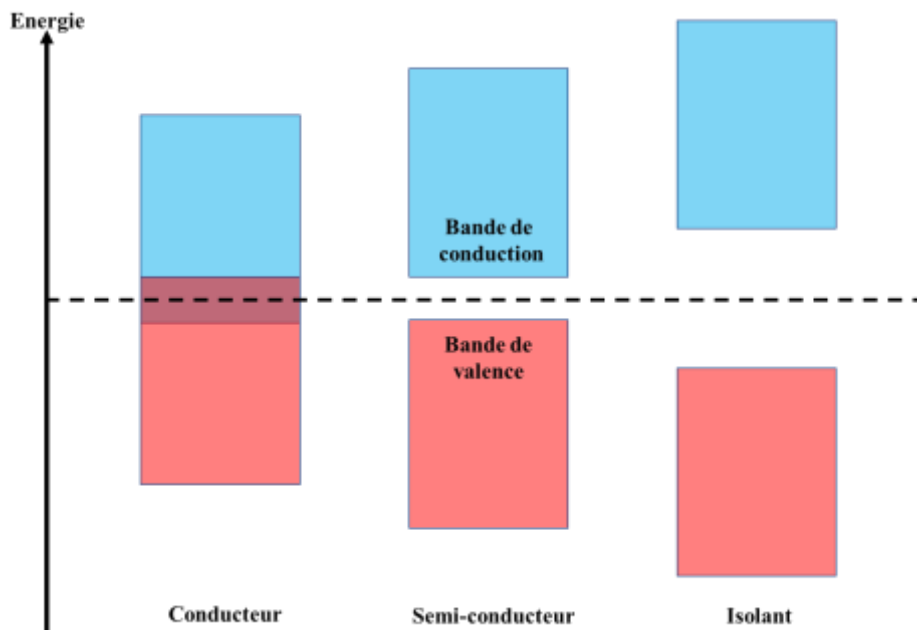 Energie
Bande de
conduction
Bande de
valence
Conducteur
Semi-conducteur
Isolant